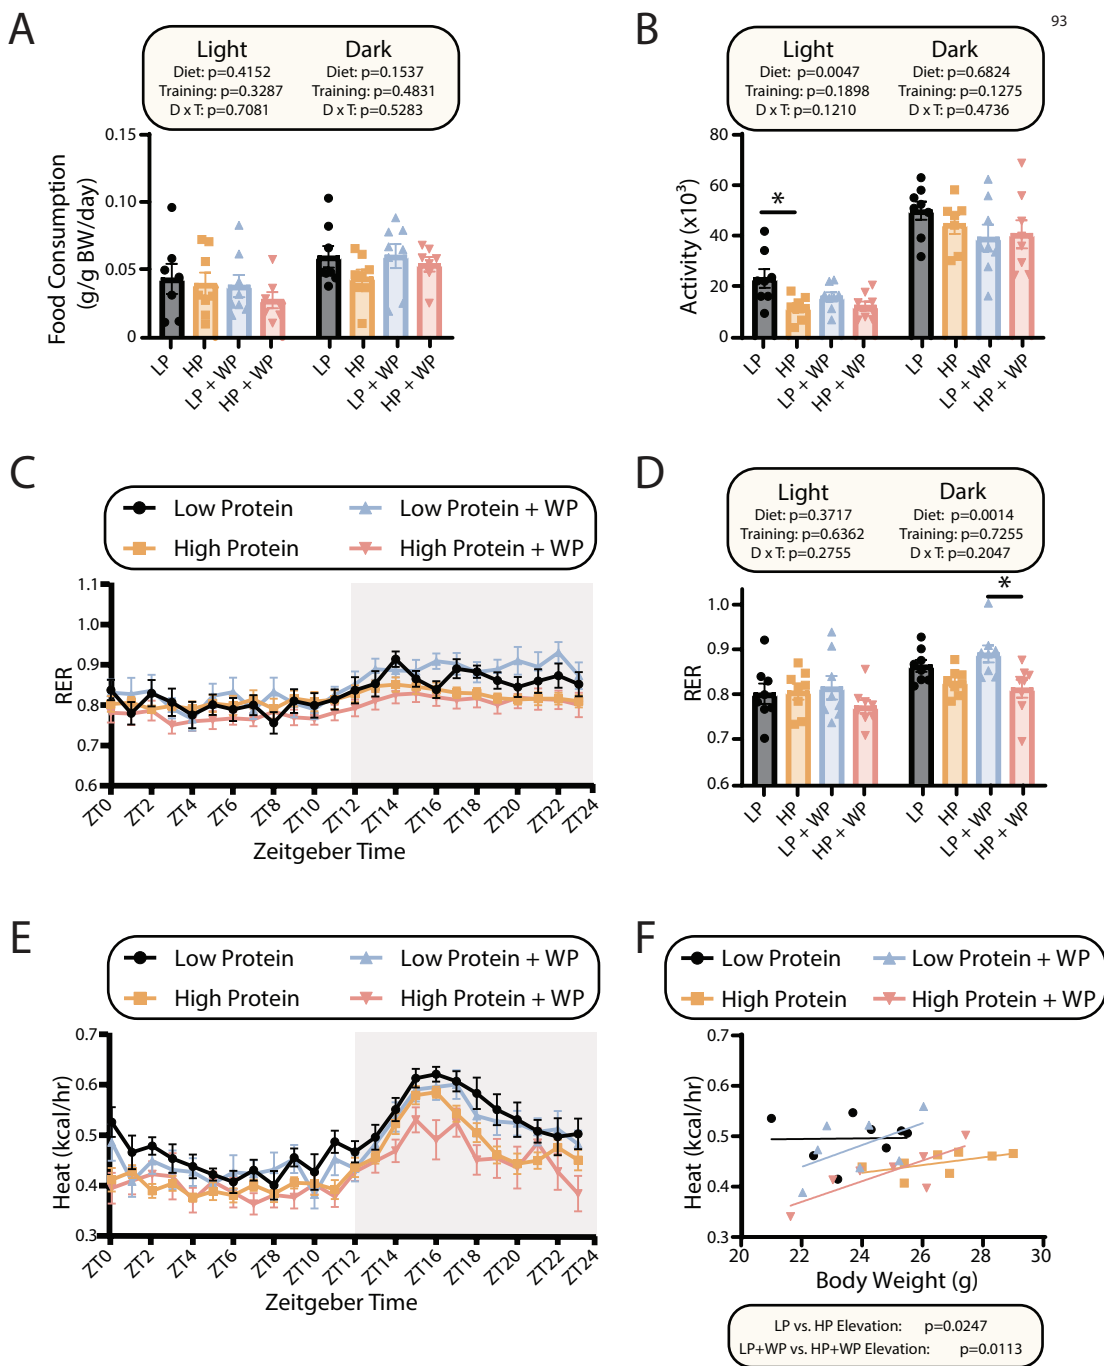 93
A
Light Dark
Diet: p=0.4152 Diet: p=0.1537
Training: p=0.3287 Training: p=0.4831
D x T: p=0.7081 D x T: p=0.5283
Food Consumption
(g/g BW/day)
0.15
0.10
0.05
0
LP HP LP + WP HP + WP LP HP LP + WP HP + WP
B
Light Dark
Diet: p=0.0047 Diet: p=0.6824
Training: p=0.1898 Training: p=0.1275
D x T: p=0.1210 D x T: p=0.4736
Activity (x10³)
80
60
40
20
0
*
LP HP LP + WP HP + WP LP HP LP + WP HP + WP
C
Low Protein Low Protein + WP
High Protein High Protein + WP
RER
1.1
1.0
0.9
0.8
0.7
0.6
ZT0 ZT2 ZT4 ZT6 ZT8 ZT10 ZT12 ZT14 ZT16 ZT18 ZT20 ZT22 ZT24
Zeitgeber Time
D
Light Dark
Diet: p=0.3717 Diet: p=0.0014
Training: p=0.6362 Training: p=0.7255
D x T: p=0.2755 D x T: p=0.2047
RER
1.0
0.9
0.8
0.7
0.6
*
LP HP LP + WP HP + WP LP HP LP + WP HP + WP
E
Low Protein Low Protein + WP
High Protein High Protein + WP
Heat (kcal/hr)
0.7
0.6
0.5
0.4
0.3
ZT0 ZT2 ZT4 ZT6 ZT8 ZT10 ZT12 ZT14 ZT16 ZT18 ZT20 ZT22 ZT24
Zeitgeber Time
F
Low Protein Low Protein + WP
High Protein High Protein + WP
Heat (kcal/hr)
0.7
0.6
0.5
0.4
0.3
20 22 24 26 28 30
Body Weight (g)
LP vs. HP Elevation: p=0.0247
LP+WP vs. HP+WP Elevation: p=0.0113